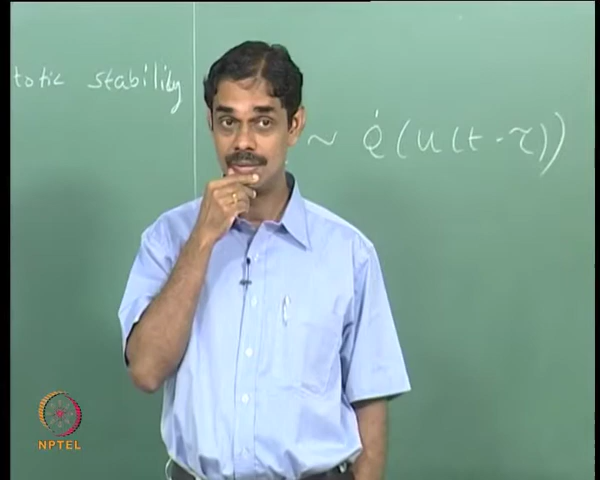 totic stability
~ Q̇(u(t-τ))
NPTEL